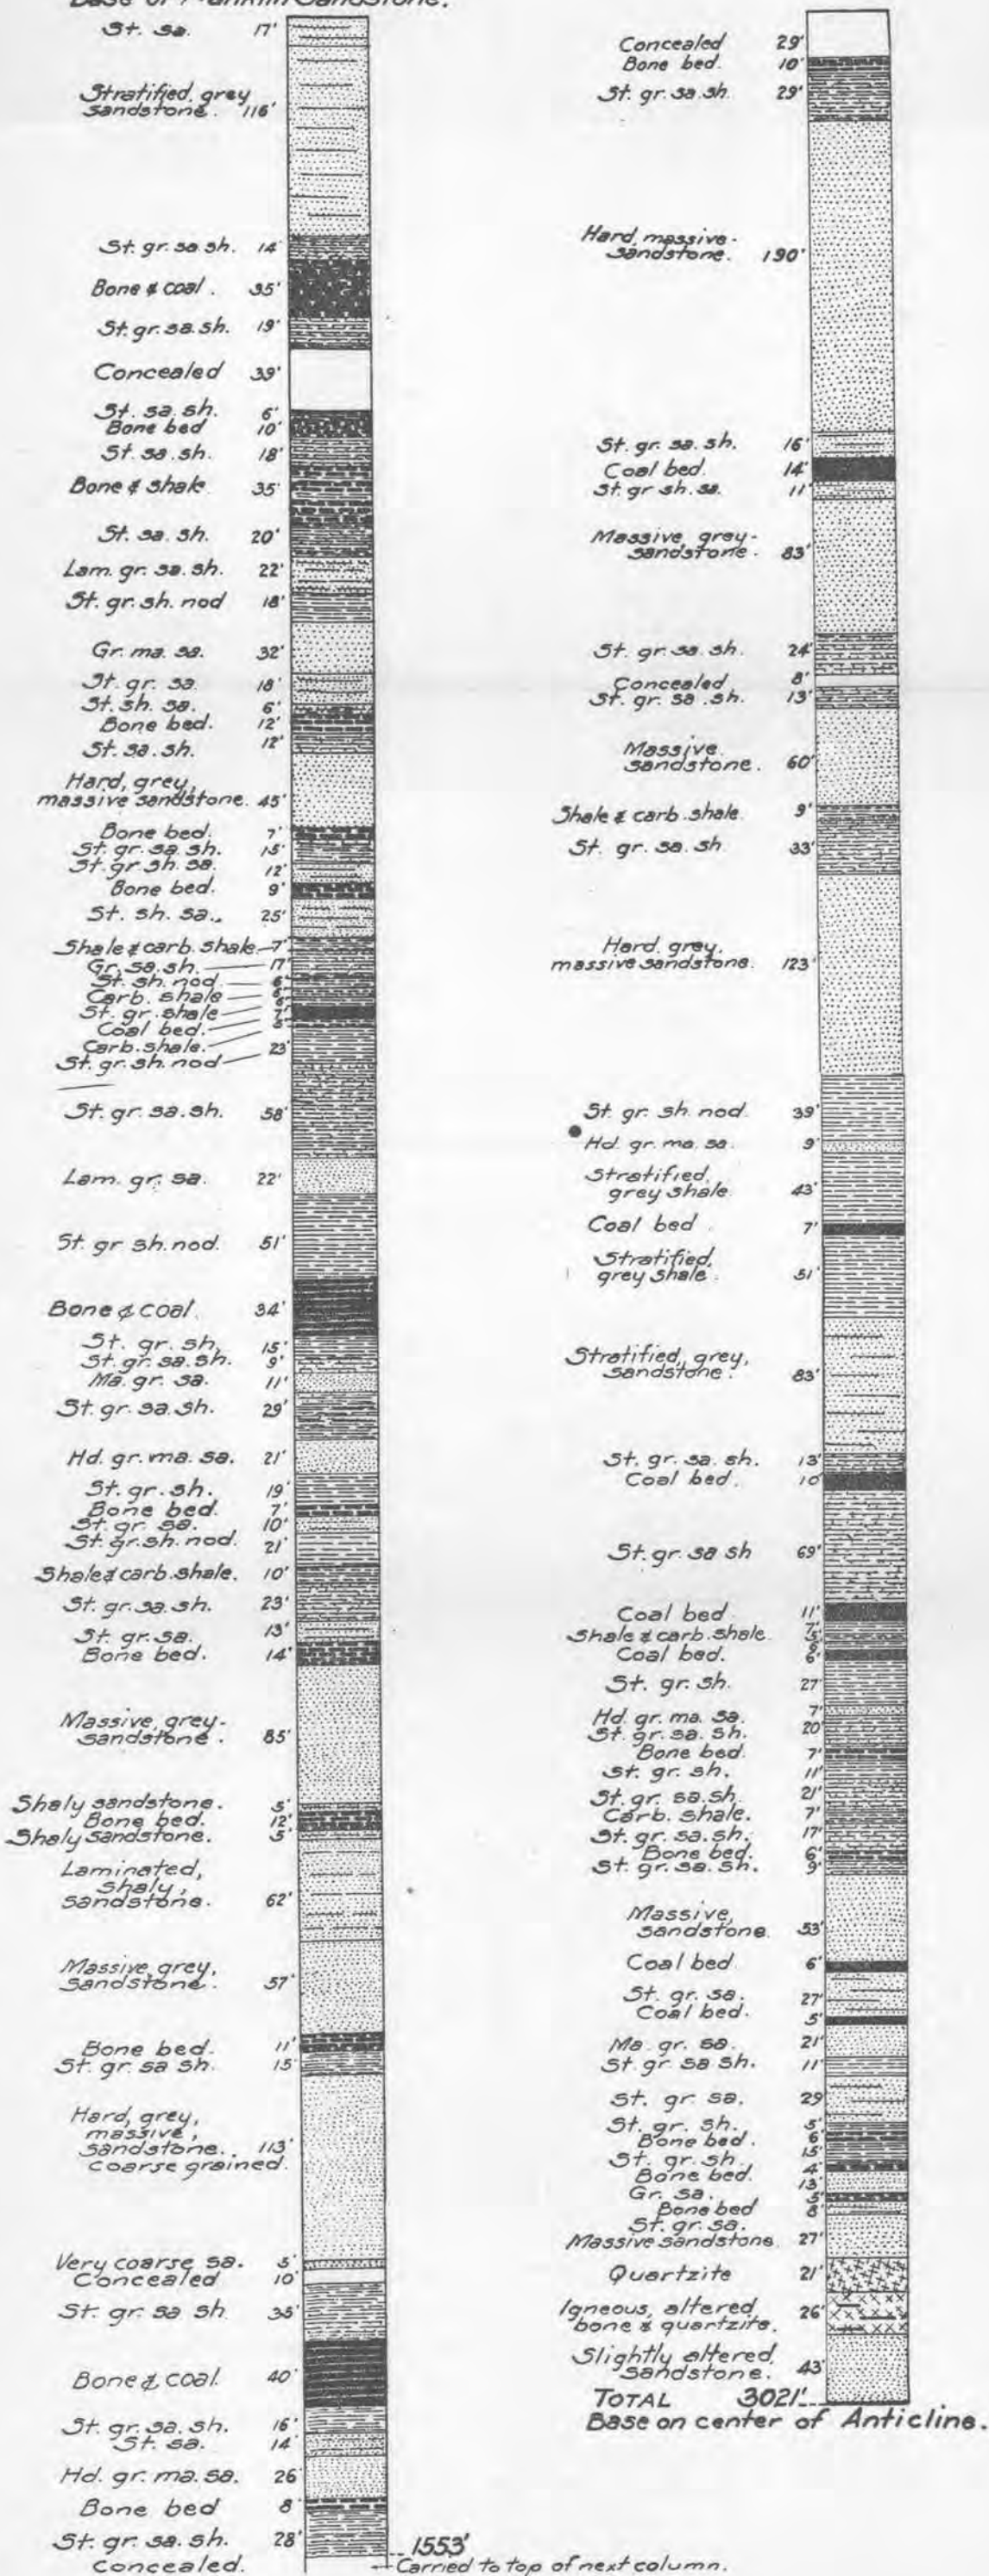 Base of Franklin Sandstone.
St. sa. 17'
Stratified, grey
sandstone. 116'
St. gr. sa. sh. 14'
Bone & coal. 35'
St. gr. sa. sh. 19'
Concealed 39'
St. sa. sh. 6'
Bone bed 10'
St. sa. sh. 18'
Bone & shale 35'
St. sa. sh. 20'
Lam. gr. sa. sh. 22'
St. gr. sh. nod 18'
Gr. ma. sa. 32'
St. gr. sa. 18'
St. sh. sa. 6'
Bone bed. 12'
St. sa. sh. 12'
Hard, grey,
massive sandstone. 45'
Bone bed. 7'
St. gr. sa. sh. 15'
St. gr. sh. sa. 12'
Bone bed. 9'
St. sh. sa. 25'
Shale & carb. shale 7'
Gr. sa. sh. 17'
St. sh. nod. 6'
Carb. shale 6'
St. gr. shale 6'
Coal bed. 7'
Carb. shale. 5'
St. gr. sh. nod 23'
St. gr. sa. sh. 58'
Lam. gr. sa. 22'
St. gr sh. nod. 51'
Bone & coal. 34'
St. gr. sh. 15'
St. gr. sa. sh. 9'
Ma. gr. sa. 11'
St. gr. sa. sh. 29'
Hd. gr. ma. sa. 21'
St. gr. sh. 19'
Bone bed. 7'
St. gr. sa. 10'
St. gr. sh. nod. 21'
Shale & carb. shale. 10'
St. gr. sa. sh. 23'
St. gr. sa. 13'
Bone bed. 14'
Massive, grey-
sandstone. 85'
Shaly sandstone. 5'
Bone bed. 12'
Shaly sandstone. 5'
Laminated,
shaly,
sandstone. 62'
Massive, grey,
sandstone. 57'
Bone bed. 11'
St. gr. sa sh. 15'
Hard, grey,
massive,
sandstone. 113'
Coarse grained.
Very coarse sa. 5'
Concealed 10'
St. gr. sa sh 35'
Bone & coal. 40'
St. gr. sa. sh. 16'
St. sa. 14'
Hd. gr. ma. sa. 26'
Bone bed 8'
St. gr. sa. sh. 28'
1553'
Concealed.
Carried to top of next column.
Concealed 29'
Bone bed. 10'
St. gr. sa. sh. 29'
Hard, massive-
sandstone. 190'
St. gr. sa. sh. 16'
Coal bed. 14'
St. gr sh. sa. 11'
Massive, grey-
sandstone. 83'
St. gr. sa. sh. 24'
Concealed 8'
St. gr. sa. sh. 13'
Massive,
sandstone. 60'
Shale & carb. shale 9'
St. gr. sa. sh 33'
Hard, grey,
massive sandstone. 123'
St. gr. sh. nod. 39'
Hd. gr. ma. sa. 9'
Stratified,
grey shale 43'
Coal bed. 7'
Stratified,
grey shale. 51'
Stratified, grey,
sandstone. 83'
St. gr. sa. sh. 13'
Coal bed. 10'
St. gr. sa sh 69'
Coal bed 11'
7'
Shale & carb. shale. 5'
Coal bed. 6'
St. gr. sh. 27'
Hd. gr. ma. sa. 7'
St. gr. sa. sh. 20'
Bone bed. 7'
St. gr. sh. 11'
St. gr. sa. sh 21'
Carb. shale. 7'
St. gr. sa. sh. 17'
Bone bed. 6'
St. gr. sa. sh. 9'
Massive,
sandstone. 53'
Coal bed 6'
St. gr. sa. 27'
Coal bed. 5'
Ma. gr. sa. 21'
St. gr sa sh. 11'
St. gr sa. 29
St. gr. sh. 5'
Bone bed. 6'
St. gr. sh 15'
Bone bed. 4'
Gr. sa. 13'
Bone bed 5'
St. gr. sa. 8'
Massive sandstone 27'
Quartzite 21'
Igneous, altered
bone & quartzite. 26'
Slightly altered,
sandstone. 43'
TOTAL 3021'
Base on center of Anticline.